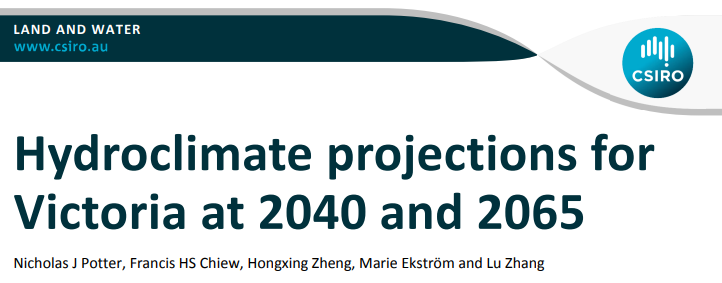 LAND AND WATER
www.csiro.au
CSIRO
Hydroclimate projections for
Victoria at 2040 and 2065
Nicholas J Potter, Francis HS Chiew, Hongxing Zheng, Marie Ekström and Lu Zhang